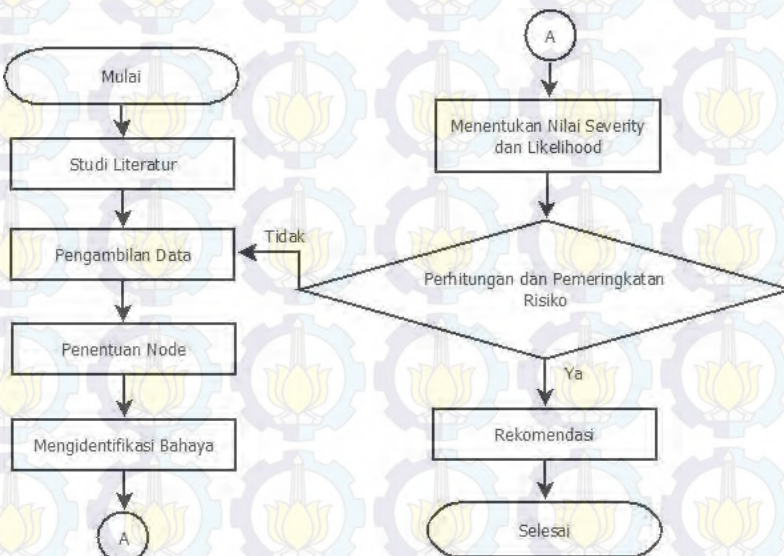 Mulai
Studi Literatur
Pengambilan Data
Penentuan Node
Mengidentifikasi Bahaya
A
A
Menentukan Nilai Severity
dan Likelihood
Perhitungan dan Pemeringkatan
Risiko
Tidak
Ya
Rekomendasi
Selesai